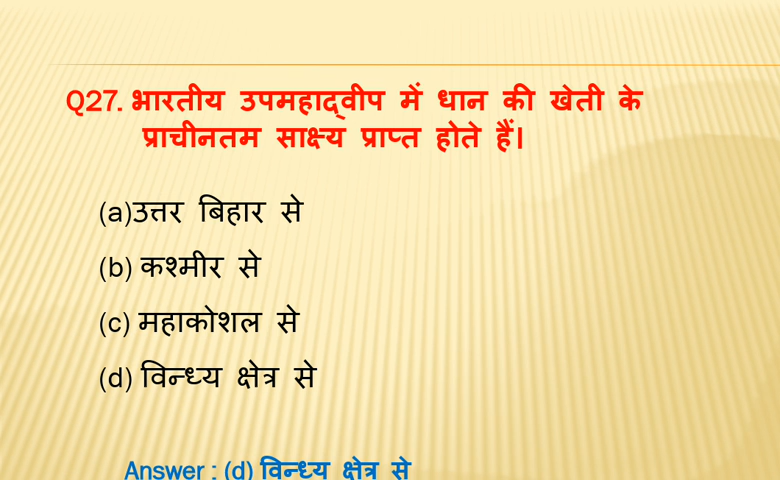 Q27. भारतीय उपमहाद्वीप में धान की खेती के
प्राचीनतम साक्ष्य प्राप्त होते हैं।
(a)उत्तर बिहार से
(b) कश्मीर से
(c) महाकोशल से
(d) विन्ध्य क्षेत्र से
Answer : (d) विन्ध्य क्षेत्र से